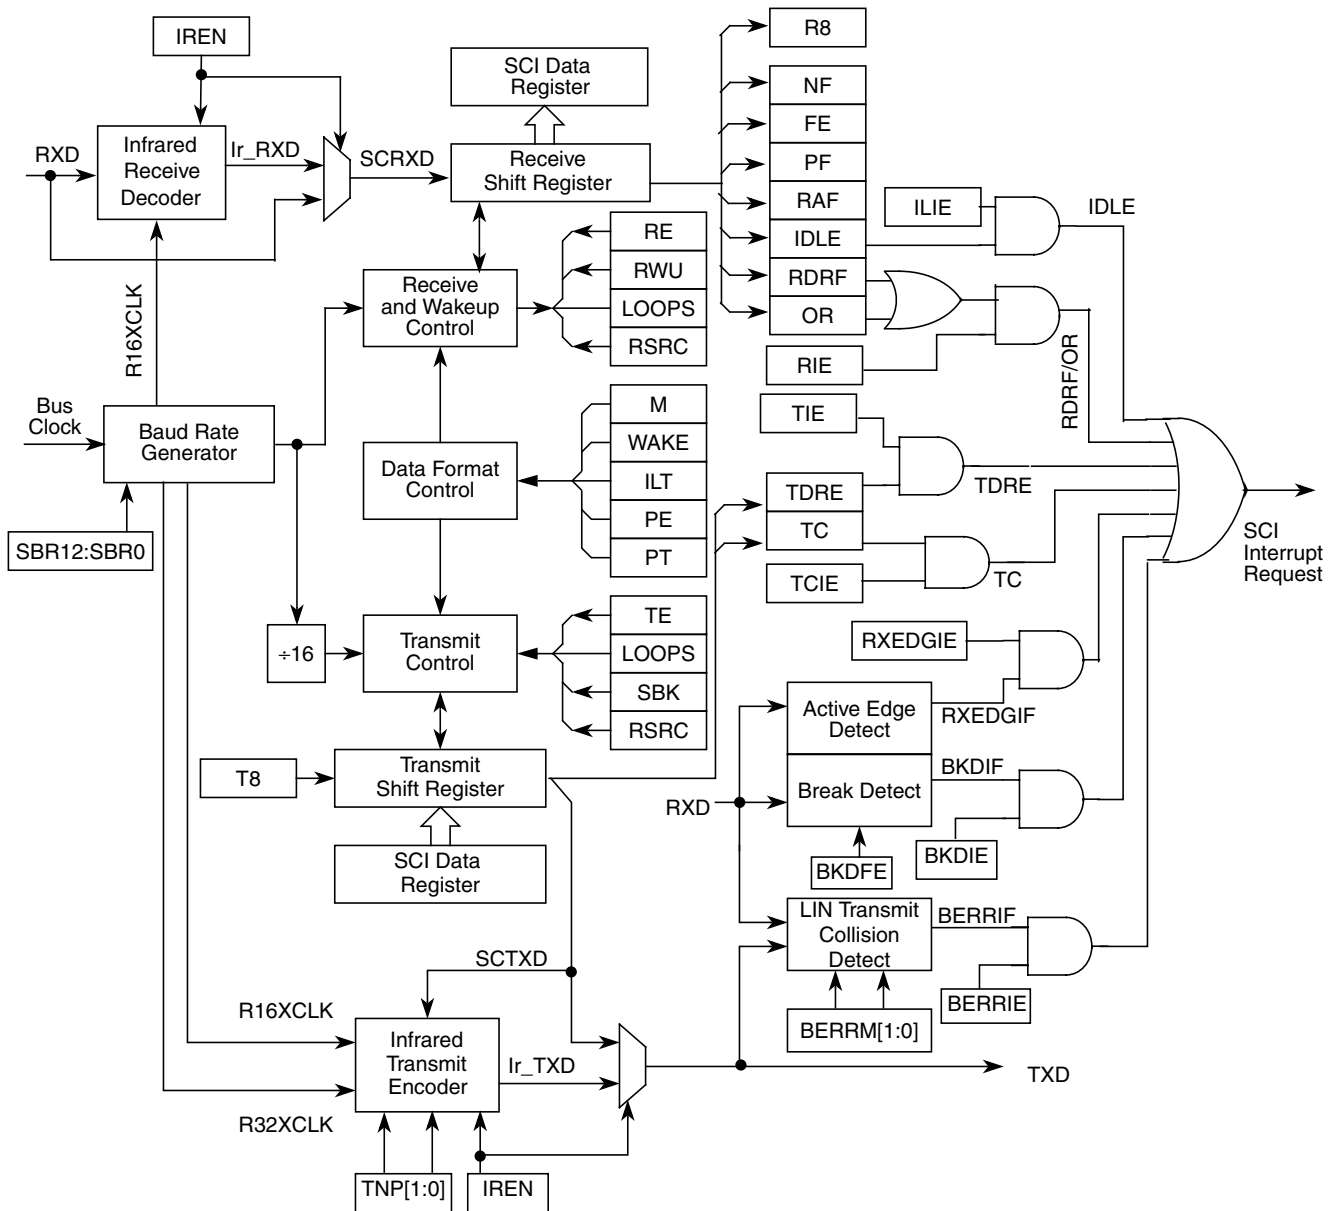 IREN
SCI Data
Register
R8
NF
FE
PF
RAF
IDLE
RDRF
OR
RXD
Infrared
Receive
Decoder
Ir_RXD
SCRXD
Receive
Shift Register
ILIE
IDLE
RE
RWU
LOOPS
RSRC
Receive
and Wakeup
Control
R16XCLK
RIE
RDRF/OR
Bus
Clock
Baud Rate
Generator
SBR12:SBR0
M
WAKE
ILT
PE
PT
Data Format
Control
TIE
TDRE
TC
TCIE
TDRE
TC
SCI
Interrupt
Request
÷16
Transmit
Control
TE
LOOPS
SBK
RSRC
RXEDGIE
Active Edge
Detect
RXEDGIF
T8
Transmit
Shift Register
RXD
Break Detect
BKDIF
BKDIE
BKDFE
SCI Data
Register
LIN Transmit
Collision
Detect
BERRIF
BERRIE
BERRM[1:0]
SCTXD
R16XCLK
Infrared
Transmit
Encoder
Ir_TXD
TXD
R32XCLK
TNP[1:0]
IREN